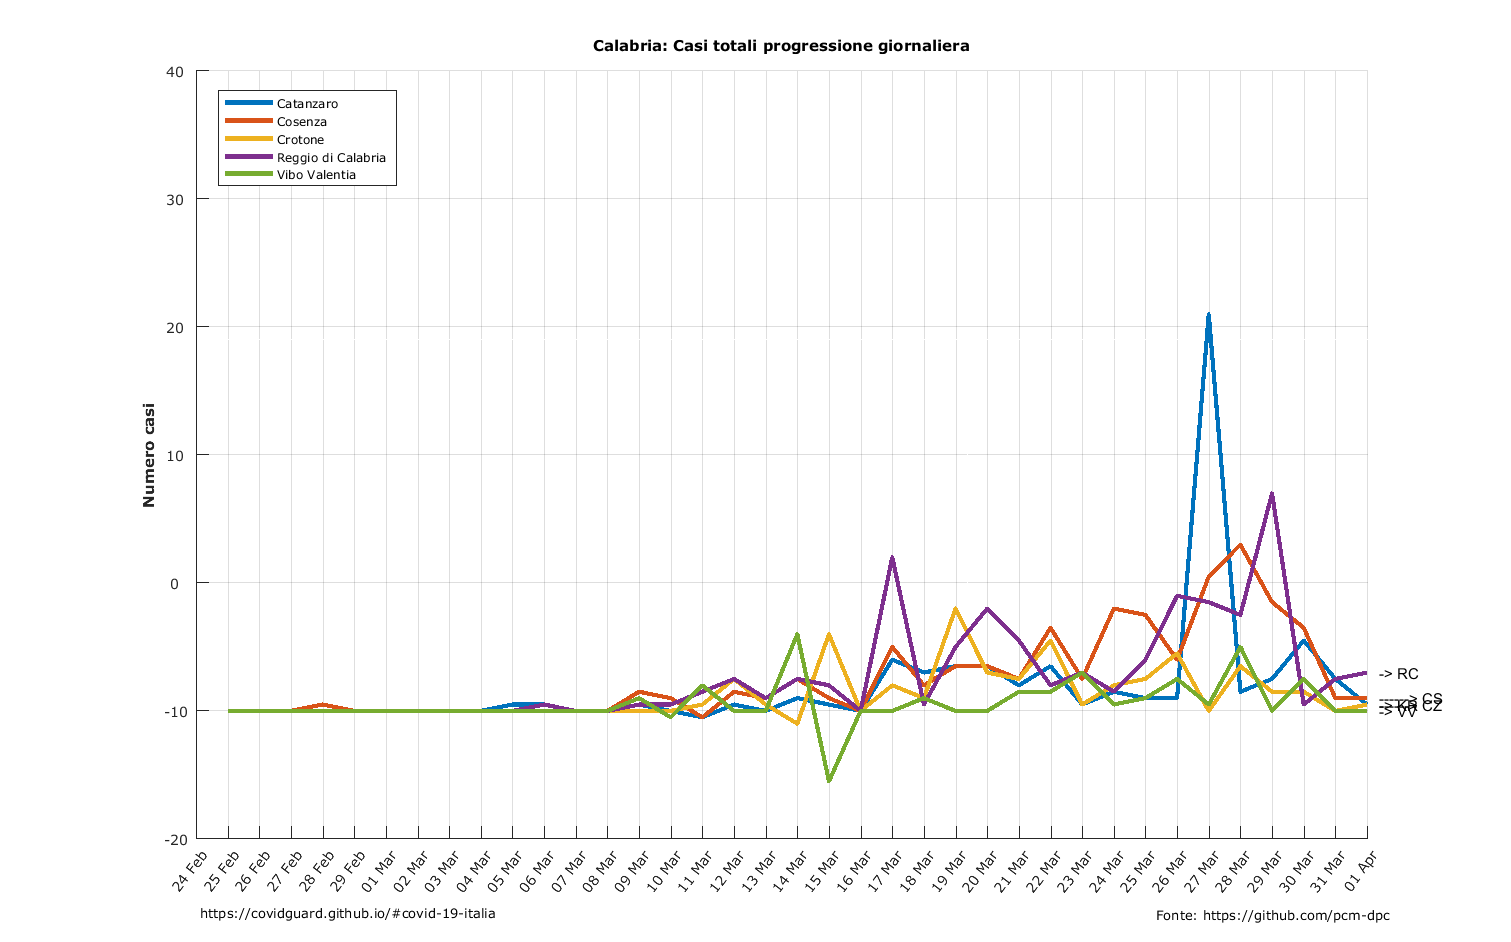 Calabria: Casi totali progressione giornaliera
40
30
20
10
0
-10
-20
Numero casi
Catanzaro
Cosenza
Crotone
Reggio di Calabria
Vibo Valentia
-> RC
-----> CS
CZ
-> VV
24 Feb
25 Feb
26 Feb
27 Feb
28 Feb
29 Feb
01 Mar
02 Mar
03 Mar
04 Mar
05 Mar
06 Mar
07 Mar
08 Mar
09 Mar
10 Mar
11 Mar
12 Mar
13 Mar
14 Mar
15 Mar
16 Mar
17 Mar
18 Mar
19 Mar
20 Mar
21 Mar
22 Mar
23 Mar
24 Mar
25 Mar
26 Mar
27 Mar
28 Mar
29 Mar
30 Mar
31 Mar
01 Apr
https://covidguard.github.io/#covid-19-italia
Fonte: https://github.com/pcm-dpc